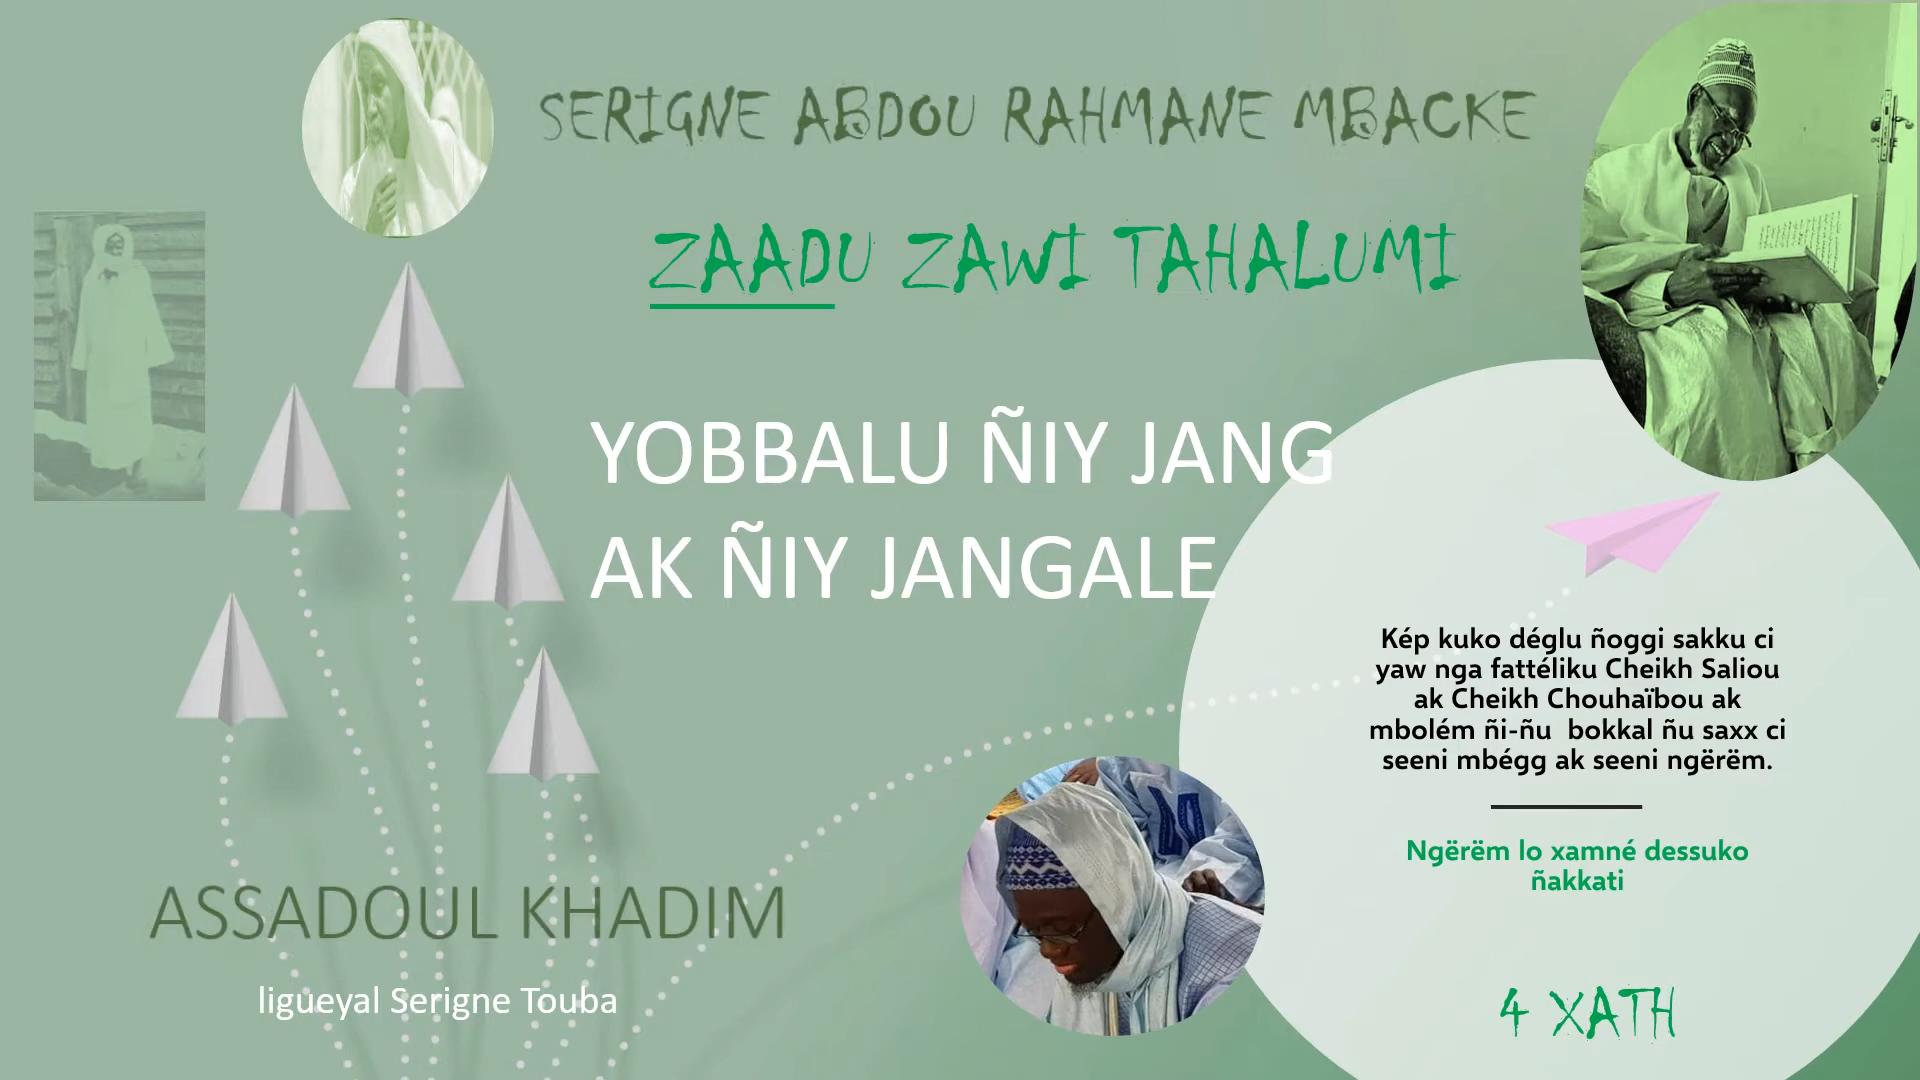 SERIGNE ABDOU RAHMANE MBACKE
ZAADU ZAWI TAHALUMI
YOBBALU ÑIY JANG
AK ÑIY JANGALE
Kép kuko déglu ñoggi sakku ci
yaw nga fattéliku Cheikh Saliou
ak Cheikh Chouhaïbou ak
mbolém ñi-ñu bokkal ñu saxx ci
seeni mbégg ak seeni ngërëm.
Ngërëm lo xamné dessuko
ñakkati
ASSADOUL KHADIM
ligueyal Serigne Touba
4 XATH